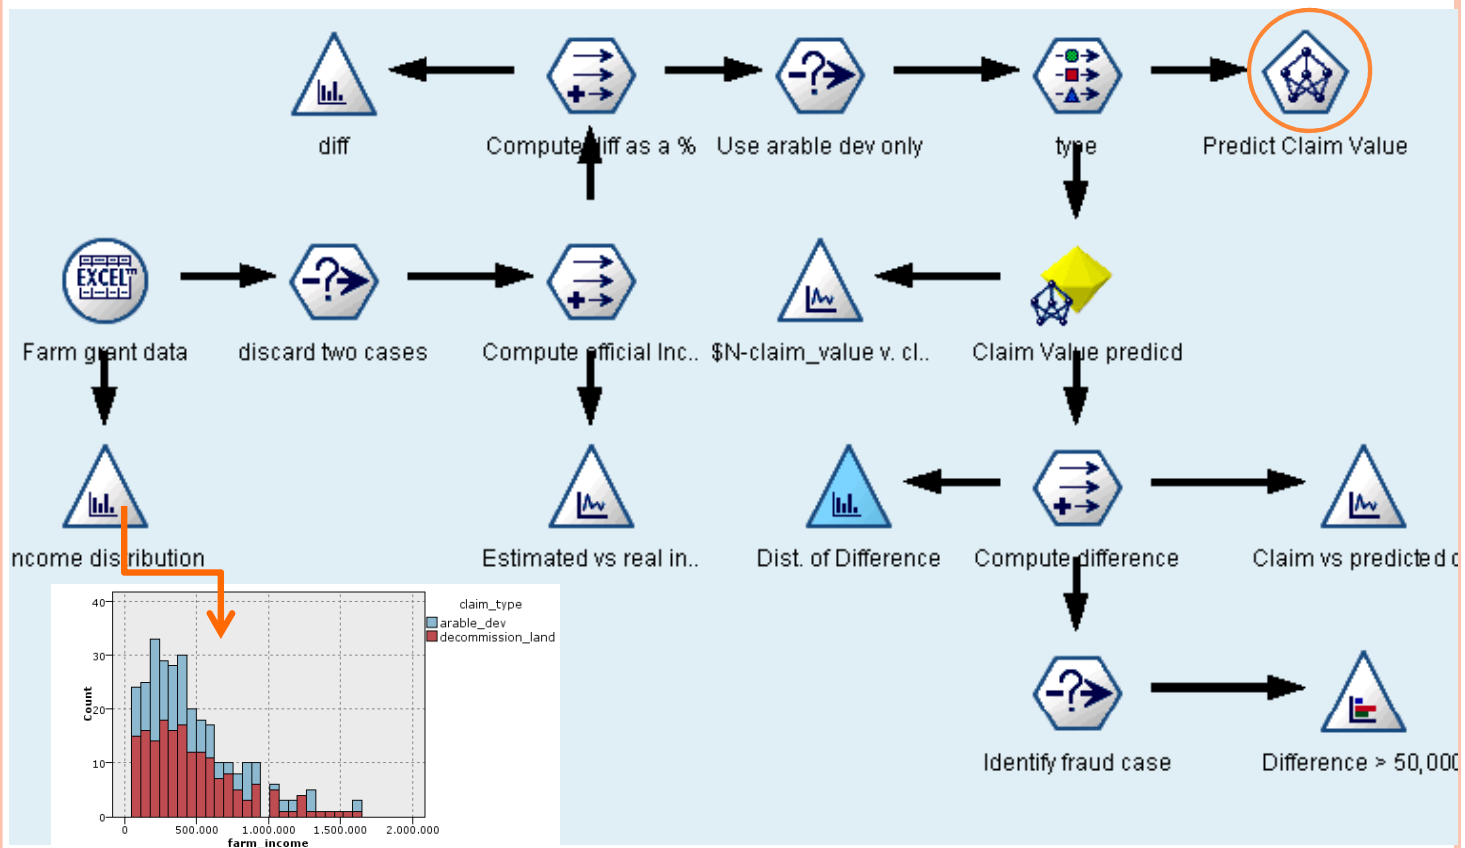 diff
Compute diff as a %
Use arable dev only
type
Predict Claim Value
EXCEL™
Farm grant data
discard two cases
Compute official Inc..
$N-claim_value v. cl..
Claim Value predicd
ncome distribution
Estimated vs real in..
Dist. of Difference
Compute difference
Claim vs predicted c
Identify fraud case
Difference > 50,000
claim_type
arable_dev
decommission_land
Count
40
30
20
10
0
0 500.000 1.000.000 1.500.000 2.000.000
farm_income